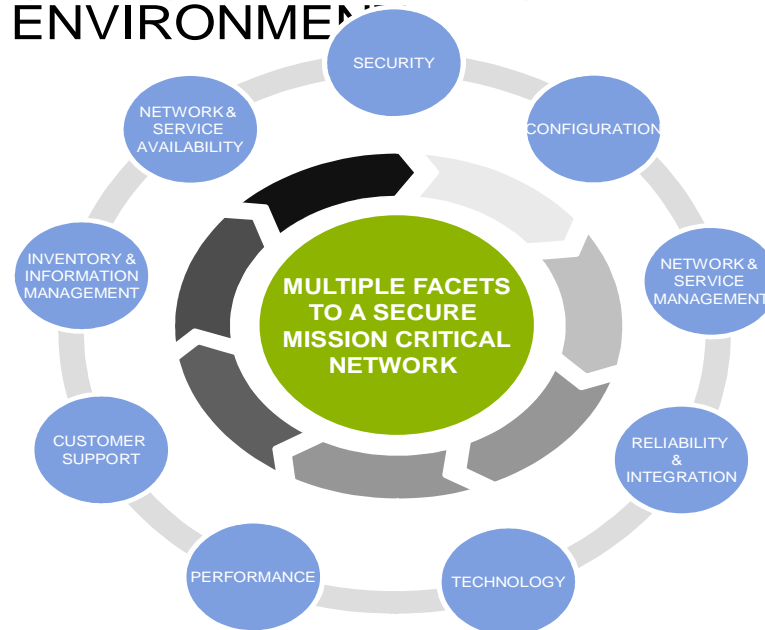 ENVIRONMEN
SECURITY
CONFIGURATION
NETWORK &
SERVICE
MANAGEMENT
RELIABILITY
&
INTEGRATION
TECHNOLOGY
PERFORMANCE
CUSTOMER
SUPPORT
INVENTORY &
INFORMATION
MANAGEMENT
NETWORK &
SERVICE
AVAILABILITY
MULTIPLE FACETS
TO A SECURE
MISSION CRITICAL
NETWORK